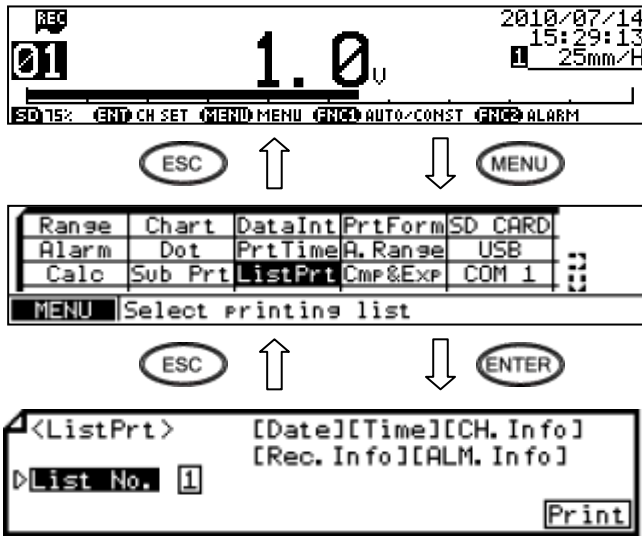 REC
2010/07/14
15:29:13
01 1.0V 1 25mm/H
SD 75% ENT CH SET MENU MENU FNC1 AUTO/CONST FNC2 ALARM
ESC MENU
Range Chart DataInt PrtForm SD CARD
Alarm Dot PrtTime A.Range USB
Calc Sub Prt ListPrt Cmp&Exp COM 1
MENU Select printing list
ESC ENTER
<ListPrt> [Date][Time][CH.Info]
[Rec.Info][ALM.Info]
List No. 1
Print